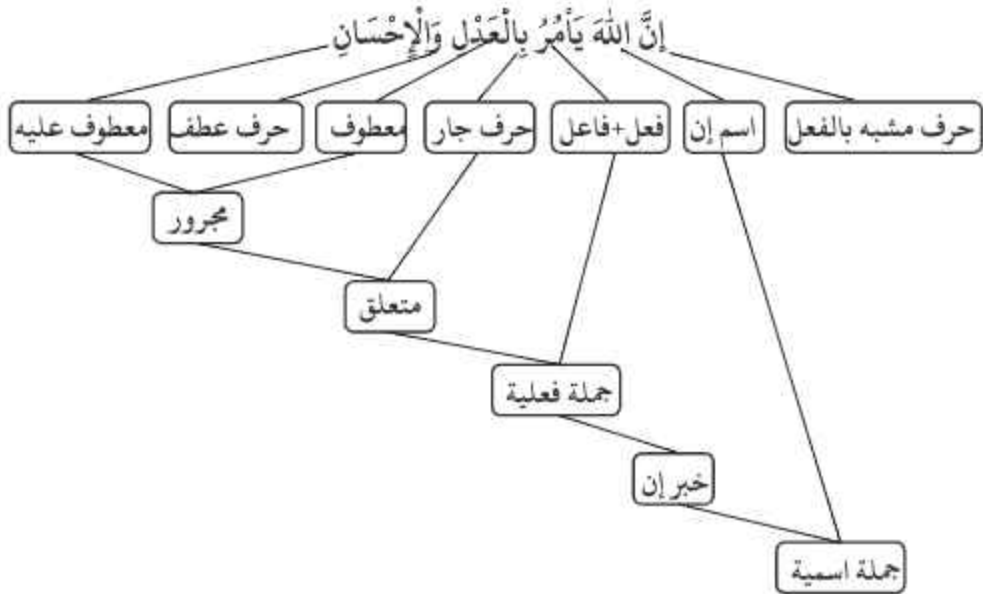 إِنَّ اللهَ يَأْمُرُ بِالْعَدْلِ وَالْإِحْسَانِ
حرف مشبه بالفعل اسم إن فعل+فاعل حرف جار معطوف حرف عطف معطوف عليه
مجرور
متعلق
جملة فعلية
خبر إن
جملة اسمية